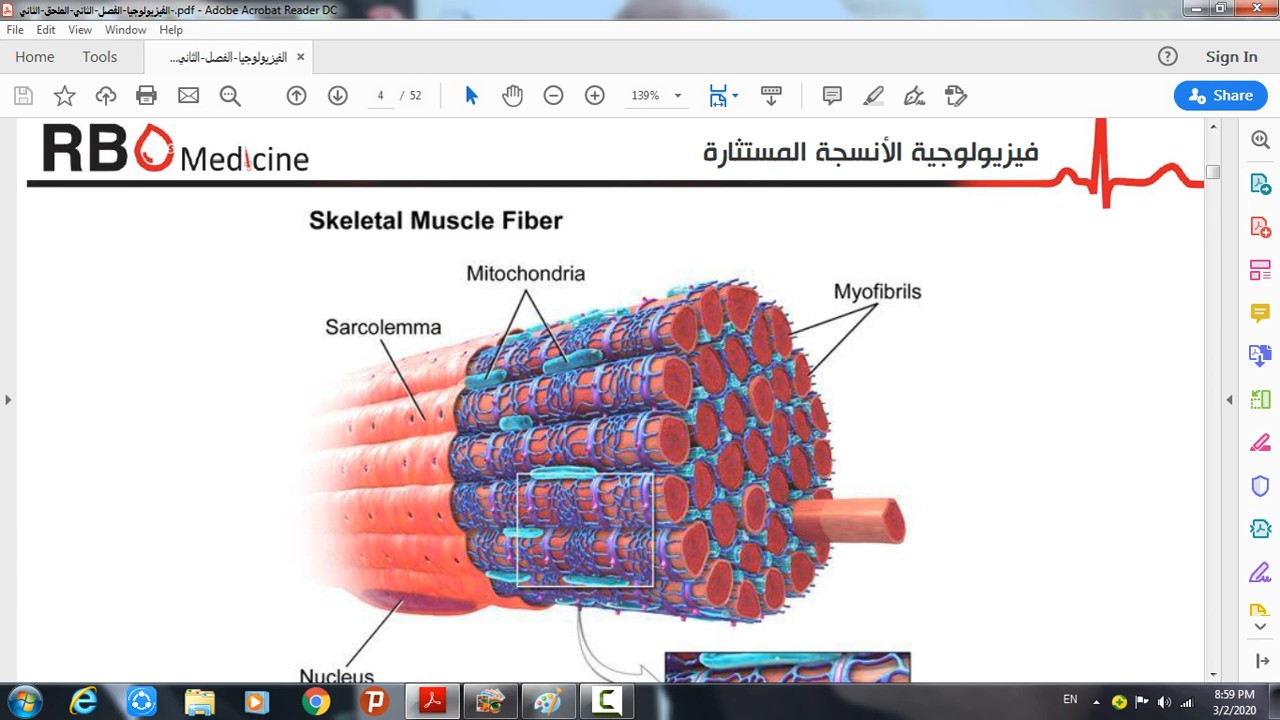 الفيزيولوجيا-الفصل-الثاني-الملحق-الثاني-.pdf - Adobe Acrobat Reader DC
File Edit View Window Help
Home Tools الفيزيولوجيا-الفصل-الثاني... × Sign In
4 / 52 139% Share
RBCs Medicine فيزيولوجية الأنسجة المستثارة
Skeletal Muscle Fiber
Mitochondria
Myofibrils
Sarcolemma
Nucleus
EN 8:59 PM
3/2/2020